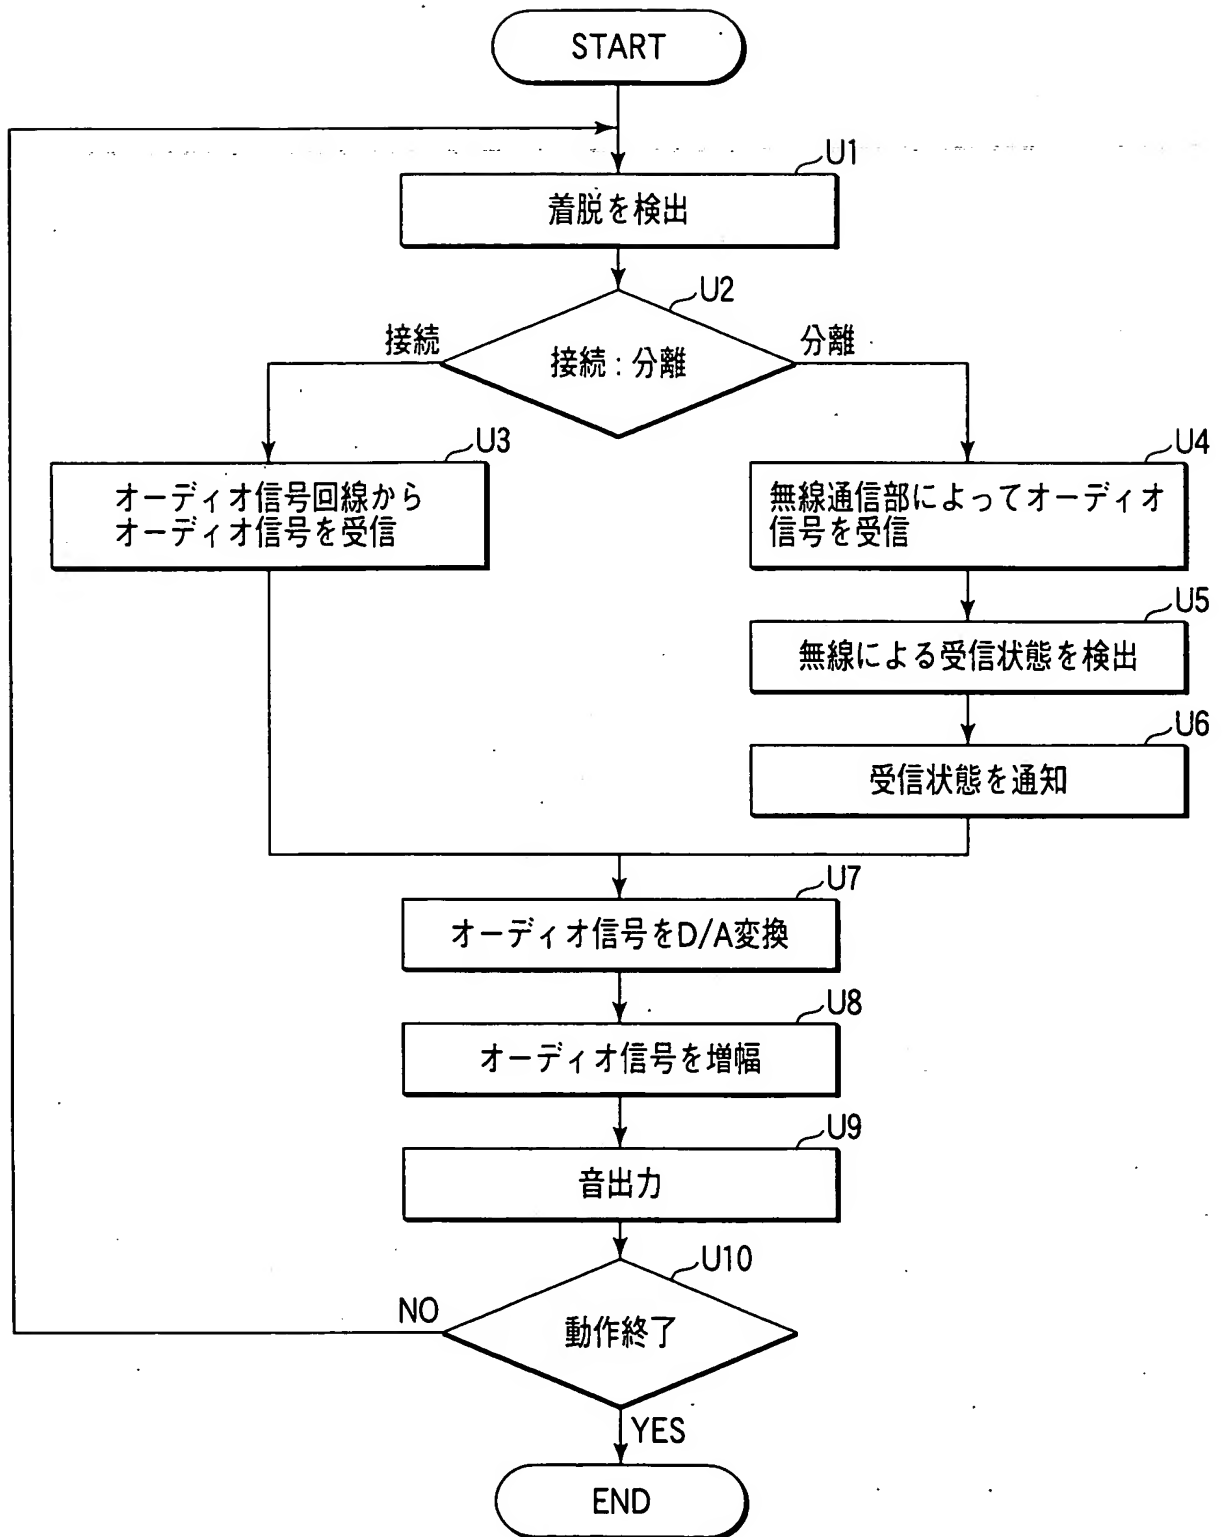 START
U1
着脱を検出
U2
接続
接続:分離
分離
U3
オーディオ信号回線から
オーディオ信号を受信
U4
無線通信部によってオーディオ
信号を受信
U5
無線による受信状態を検出
U6
受信状態を通知
U7
オーディオ信号をD/A変換
U8
オーディオ信号を増幅
U9
音出力
U10
NO
動作終了
YES
END